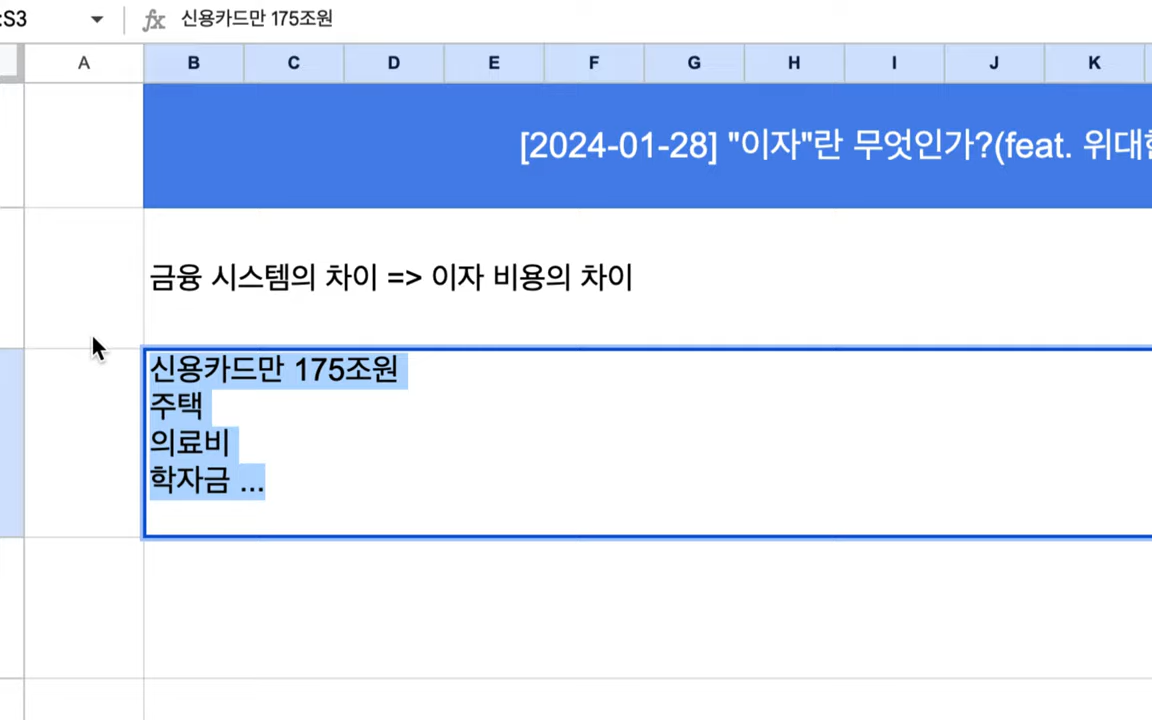 :S3
fx 신용카드만 175조원
A B C D E F G H I J K
[2024-01-28] "이자"란 무엇인가?(feat. 위대한
금융 시스템의 차이 => 이자 비용의 차이
신용카드만 175조원
주택
의료비
학자금 ...